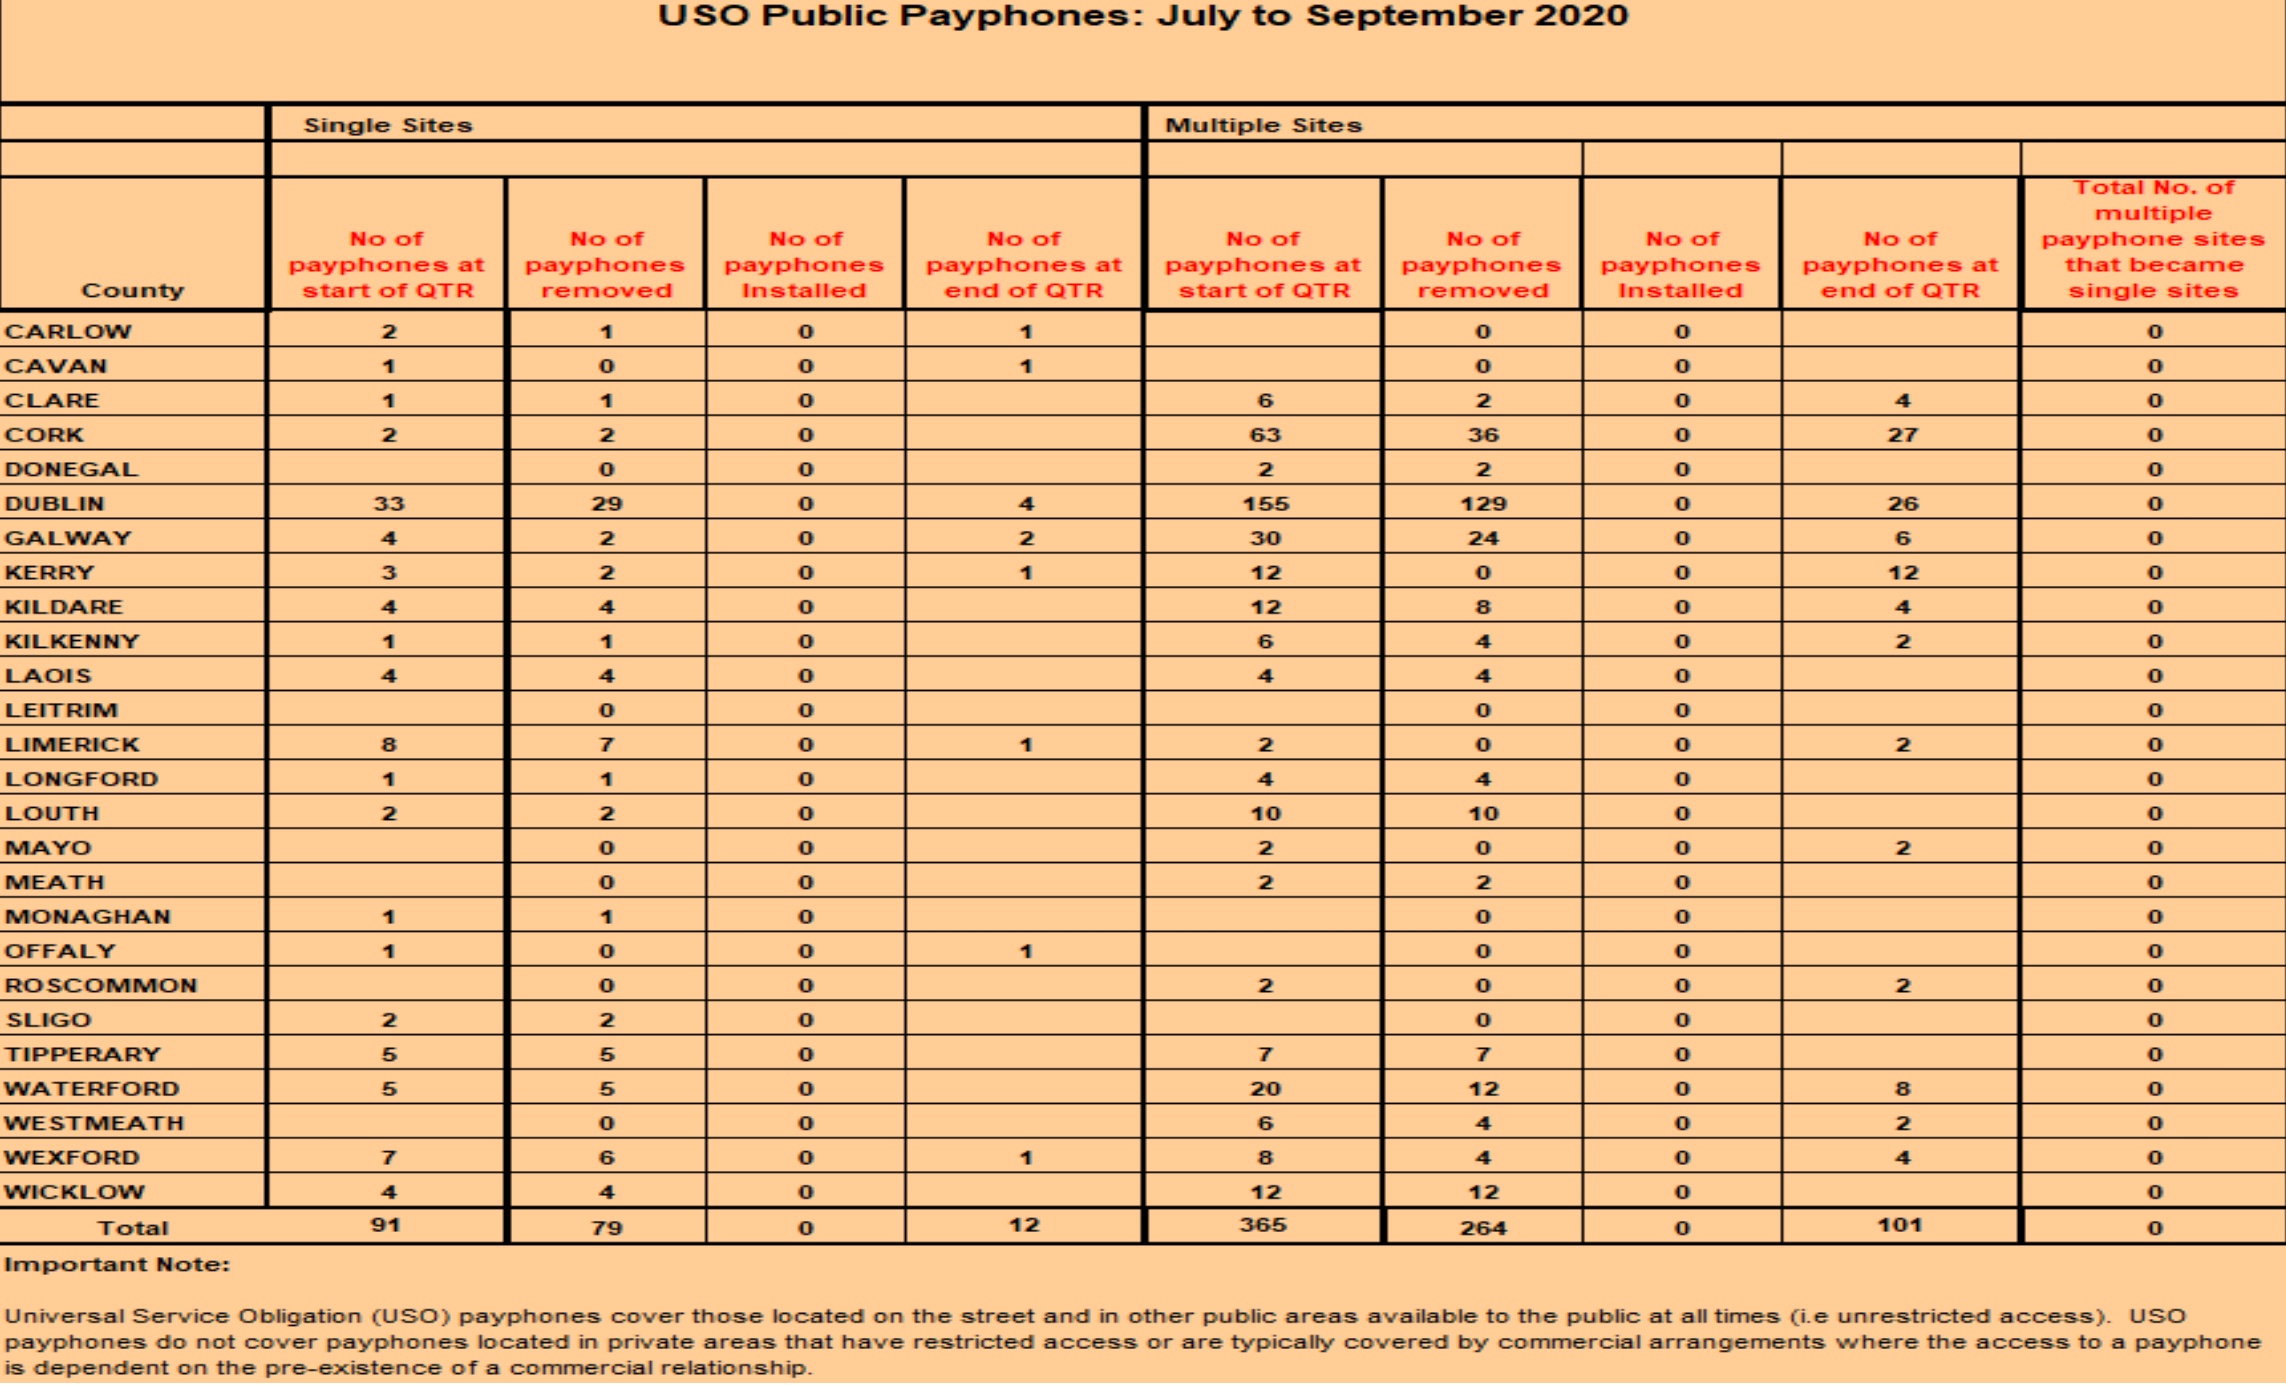 USO Public Payphones: July to September 2020
Single Sites Multiple Sites
County No of payphones at start of QTR No of payphones removed No of payphones Installed No of payphones at end of QTR No of payphones at start of QTR No of payphones removed No of payphones Installed No of payphones at end of QTR Total No. of multiple payphone sites that became single sites
CARLOW 2 1 0 1 0 0 0
CAVAN 1 0 0 1 0 0 0
CLARE 1 1 0 6 2 0 4 0
CORK 2 2 0 63 36 0 27 0
DONEGAL 0 0 2 2 0 0
DUBLIN 33 29 0 4 155 129 0 26 0
GALWAY 4 2 0 2 30 24 0 6 0
KERRY 3 2 0 1 12 0 0 12 0
KILDARE 4 4 0 12 8 0 4 0
KILKENNY 1 1 0 6 4 0 2 0
LAOIS 4 4 0 4 4 0 0
LEITRIM 0 0 0 0 0
LIMERICK 8 7 0 1 2 0 0 2 0
LONGFORD 1 1 0 4 4 0 0
LOUTH 2 2 0 10 10 0 0
MAYO 0 0 2 0 0 2 0
MEATH 0 0 2 2 0 0
MONAGHAN 1 1 0 0 0 0
OFFALY 1 0 0 1 0 0 0
ROSCOMMON 0 0 2 0 0 2 0
SLIGO 2 2 0 0 0 0
TIPPERARY 5 5 0 7 7 0 0
WATERFORD 5 5 0 20 12 0 8 0
WESTMEATH 0 0 6 4 0 2 0
WEXFORD 7 6 0 1 8 4 0 4 0
WICKLOW 4 4 0 12 12 0 0
Total 91 79 0 12 365 264 0 101 0
Important Note:
Universal Service Obligation (USO) payphones cover those located on the street and in other public areas available to the public at all times (i.e unrestricted access). USO
payphones do not cover payphones located in private areas that have restricted access or are typically covered by commercial arrangements where the access to a payphone
is dependent on the pre-existence of a commercial relationship.